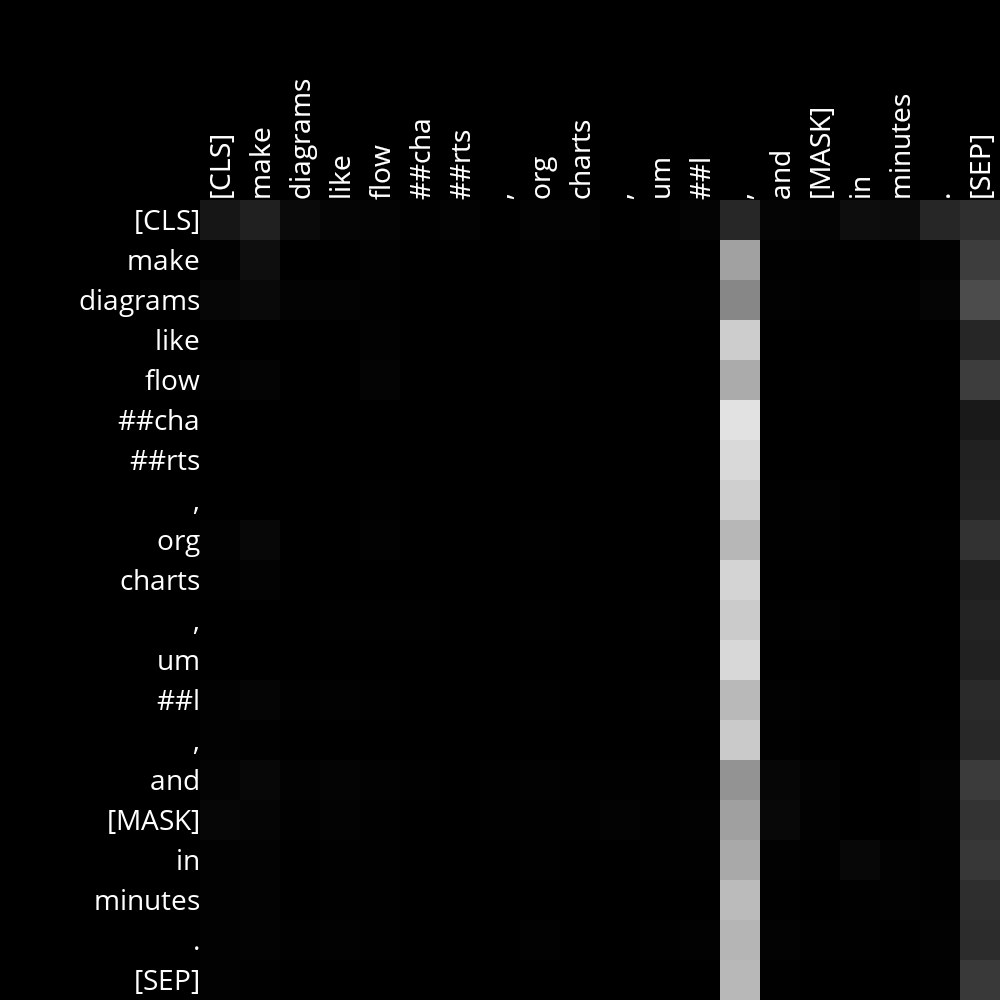 [CLS] make diagrams like flow ##cha ##rts , org charts , um ##l , and [MASK] in minutes . [SEP]
[CLS]
make
diagrams
like
flow
##cha
##rts
,
org
charts
,
um
##l
,
and
[MASK]
in
minutes
.
[SEP]